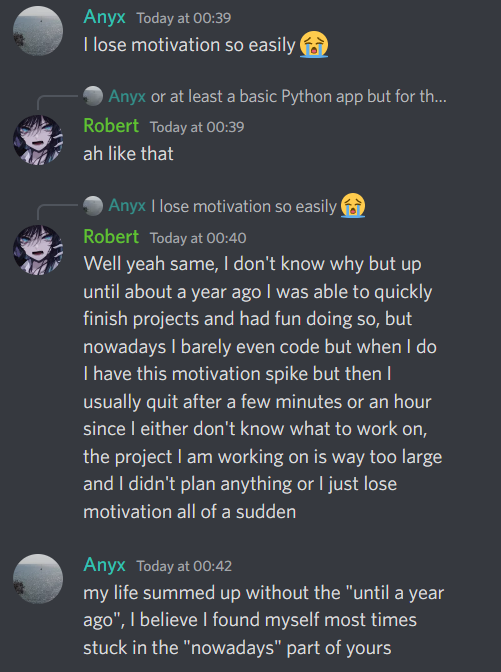 Anyx Today at 00:39
I lose motivation so easily 😭
Anyx or at least a basic Python app but for th...
Robert Today at 00:39
ah like that
Anyx I lose motivation so easily 😭
Robert Today at 00:40
Well yeah same, I don't know why but up
until about a year ago I was able to quickly
finish projects and had fun doing so, but
nowadays I barely even code but when I do
I have this motivation spike but then I
usually quit after a few minutes or an hour
since I either don't know what to work on,
the project I am working on is way too large
and I didn't plan anything or I just lose
motivation all of a sudden
Anyx Today at 00:42
my life summed up without the "until a year
ago", I believe I found myself most times
stuck in the "nowadays" part of yours